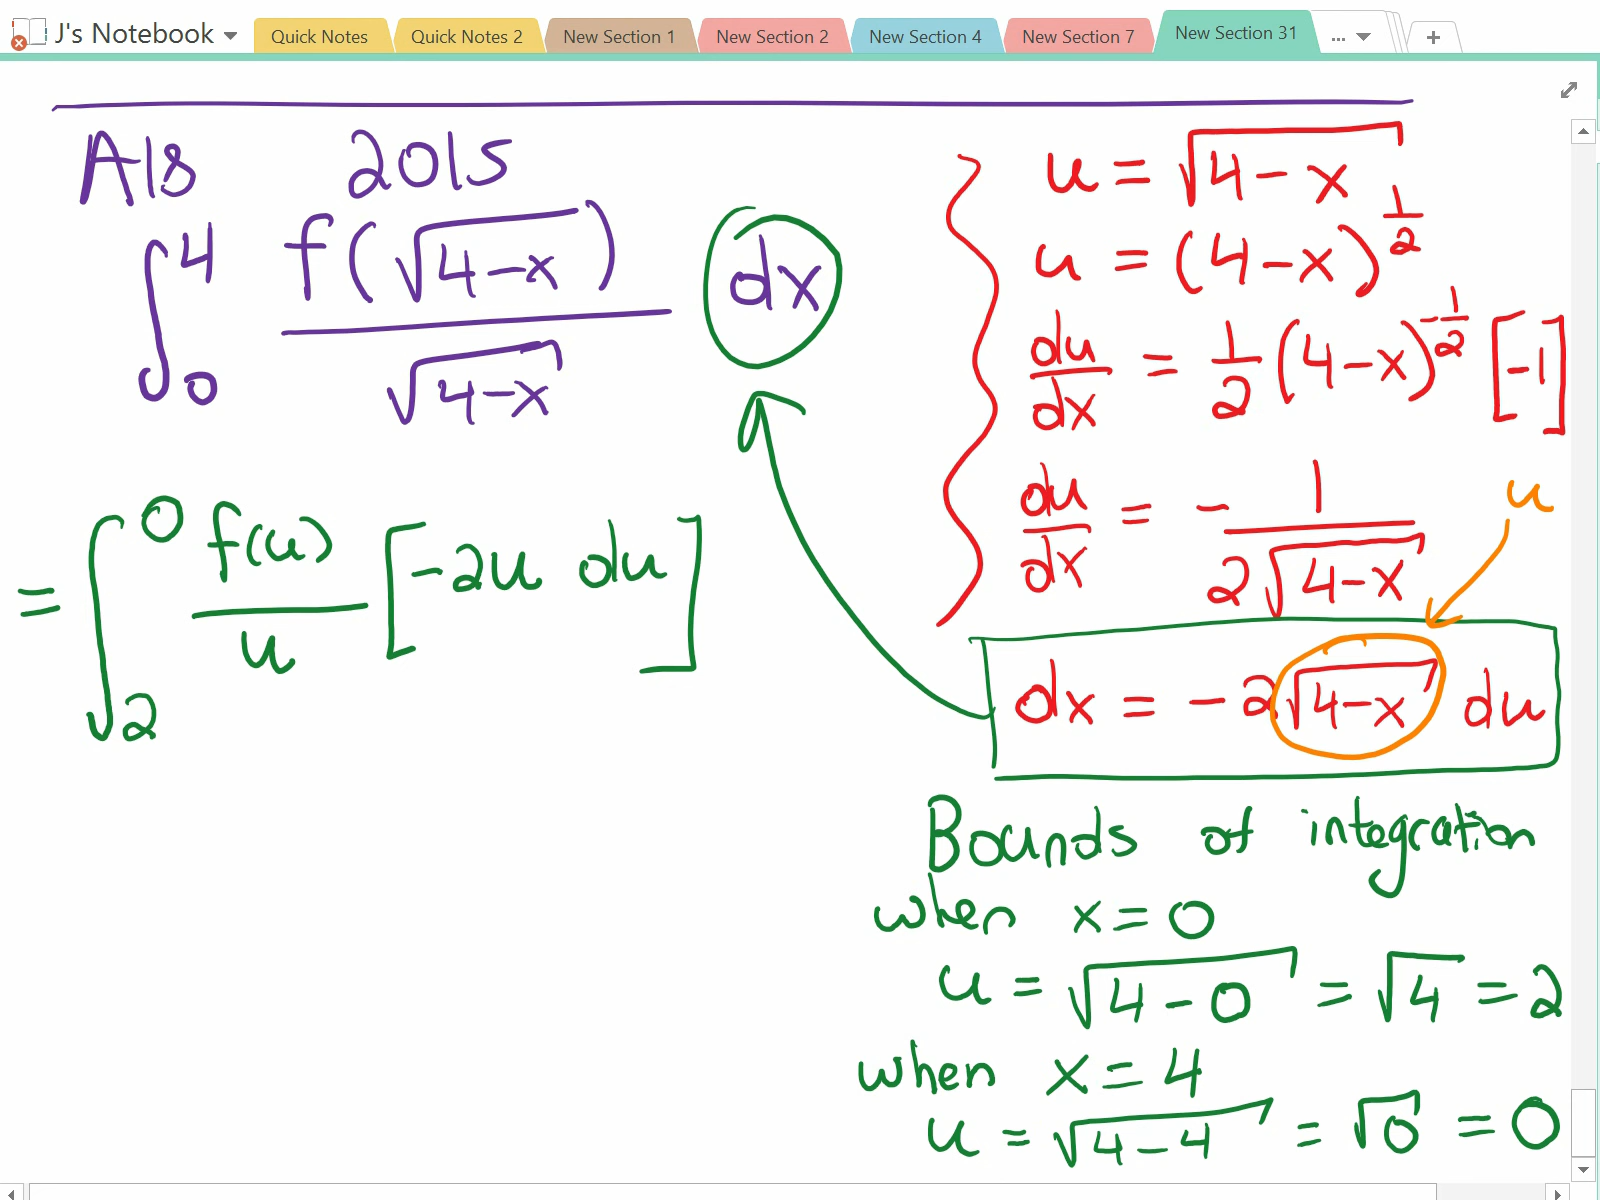 J's Notebook
Quick Notes
Quick Notes 2
New Section 1
New Section 2
New Section 4
New Section 7
New Section 31
...
+
A18 2015
∫₀⁴ f(√(4-x)) / √(4-x) dx
= ∫₂⁰ f(u)/u [-2u du]
u = √(4-x)
u = (4-x)^(1/2)
du/dx = 1/2 (4-x)^(-1/2) [-1]
du/dx = - 1/(2√(4-x))
u
dx = -2√(4-x) du
Bounds of integration
when x=0
u = √(4-0) = √4 = 2
when x=4
u = √(4-4) = √0 = 0